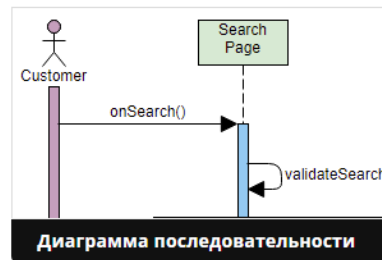 Search
Page
Customer
onSearch()
validateSearch
Диаграмма последовательности